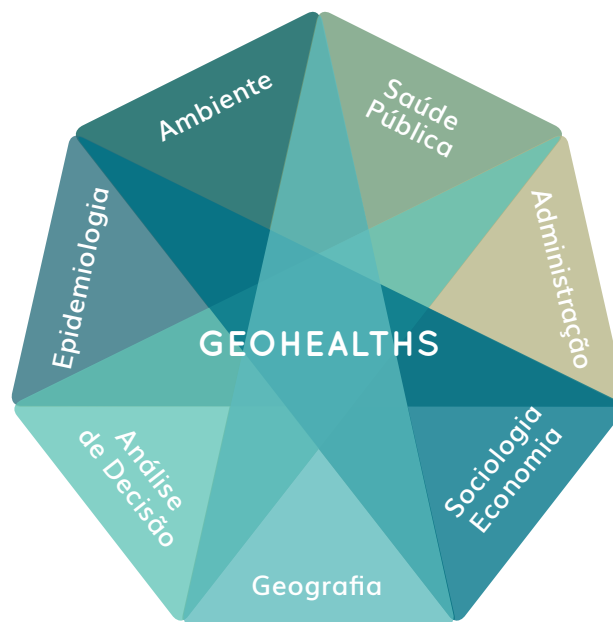 Ambiente
Saúde
Pública
Administração
Epidemiologia
GEOHEALTHS
Análise
de Decisão
Sociologia
Economia
Geografia